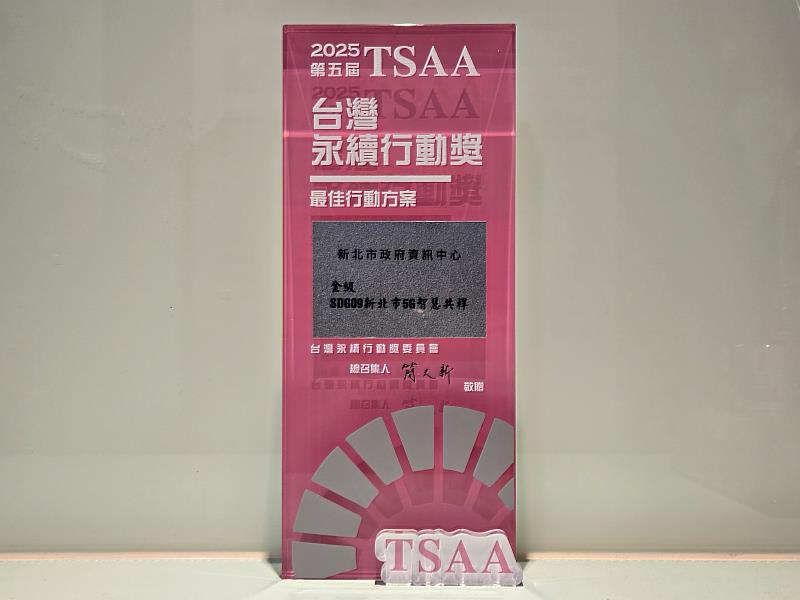 2025
第五屆
TSAA
台灣
永續行動獎
最佳行動方案
新北市政府資訊中心
金級
SDG09新北市5G智慧共桿
台灣永續行動獎委員會
總召集人 簡又新
敬贈
TSAA